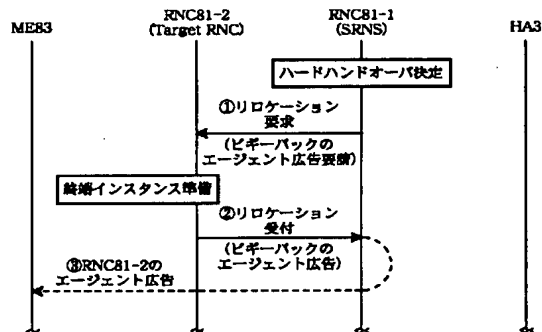 ME83
RNC81-2
(Target RNC)
RNC81-1
(SRNS)
HA3
ハードハンドオーバ決定
①リロケーション
要求
(ピギーバックの
エージェント広告要請)
終端インスタンス準備
②リロケーション
受付
(ピギーバックの
エージェント広告)
③RNC81-2の
エージェント広告